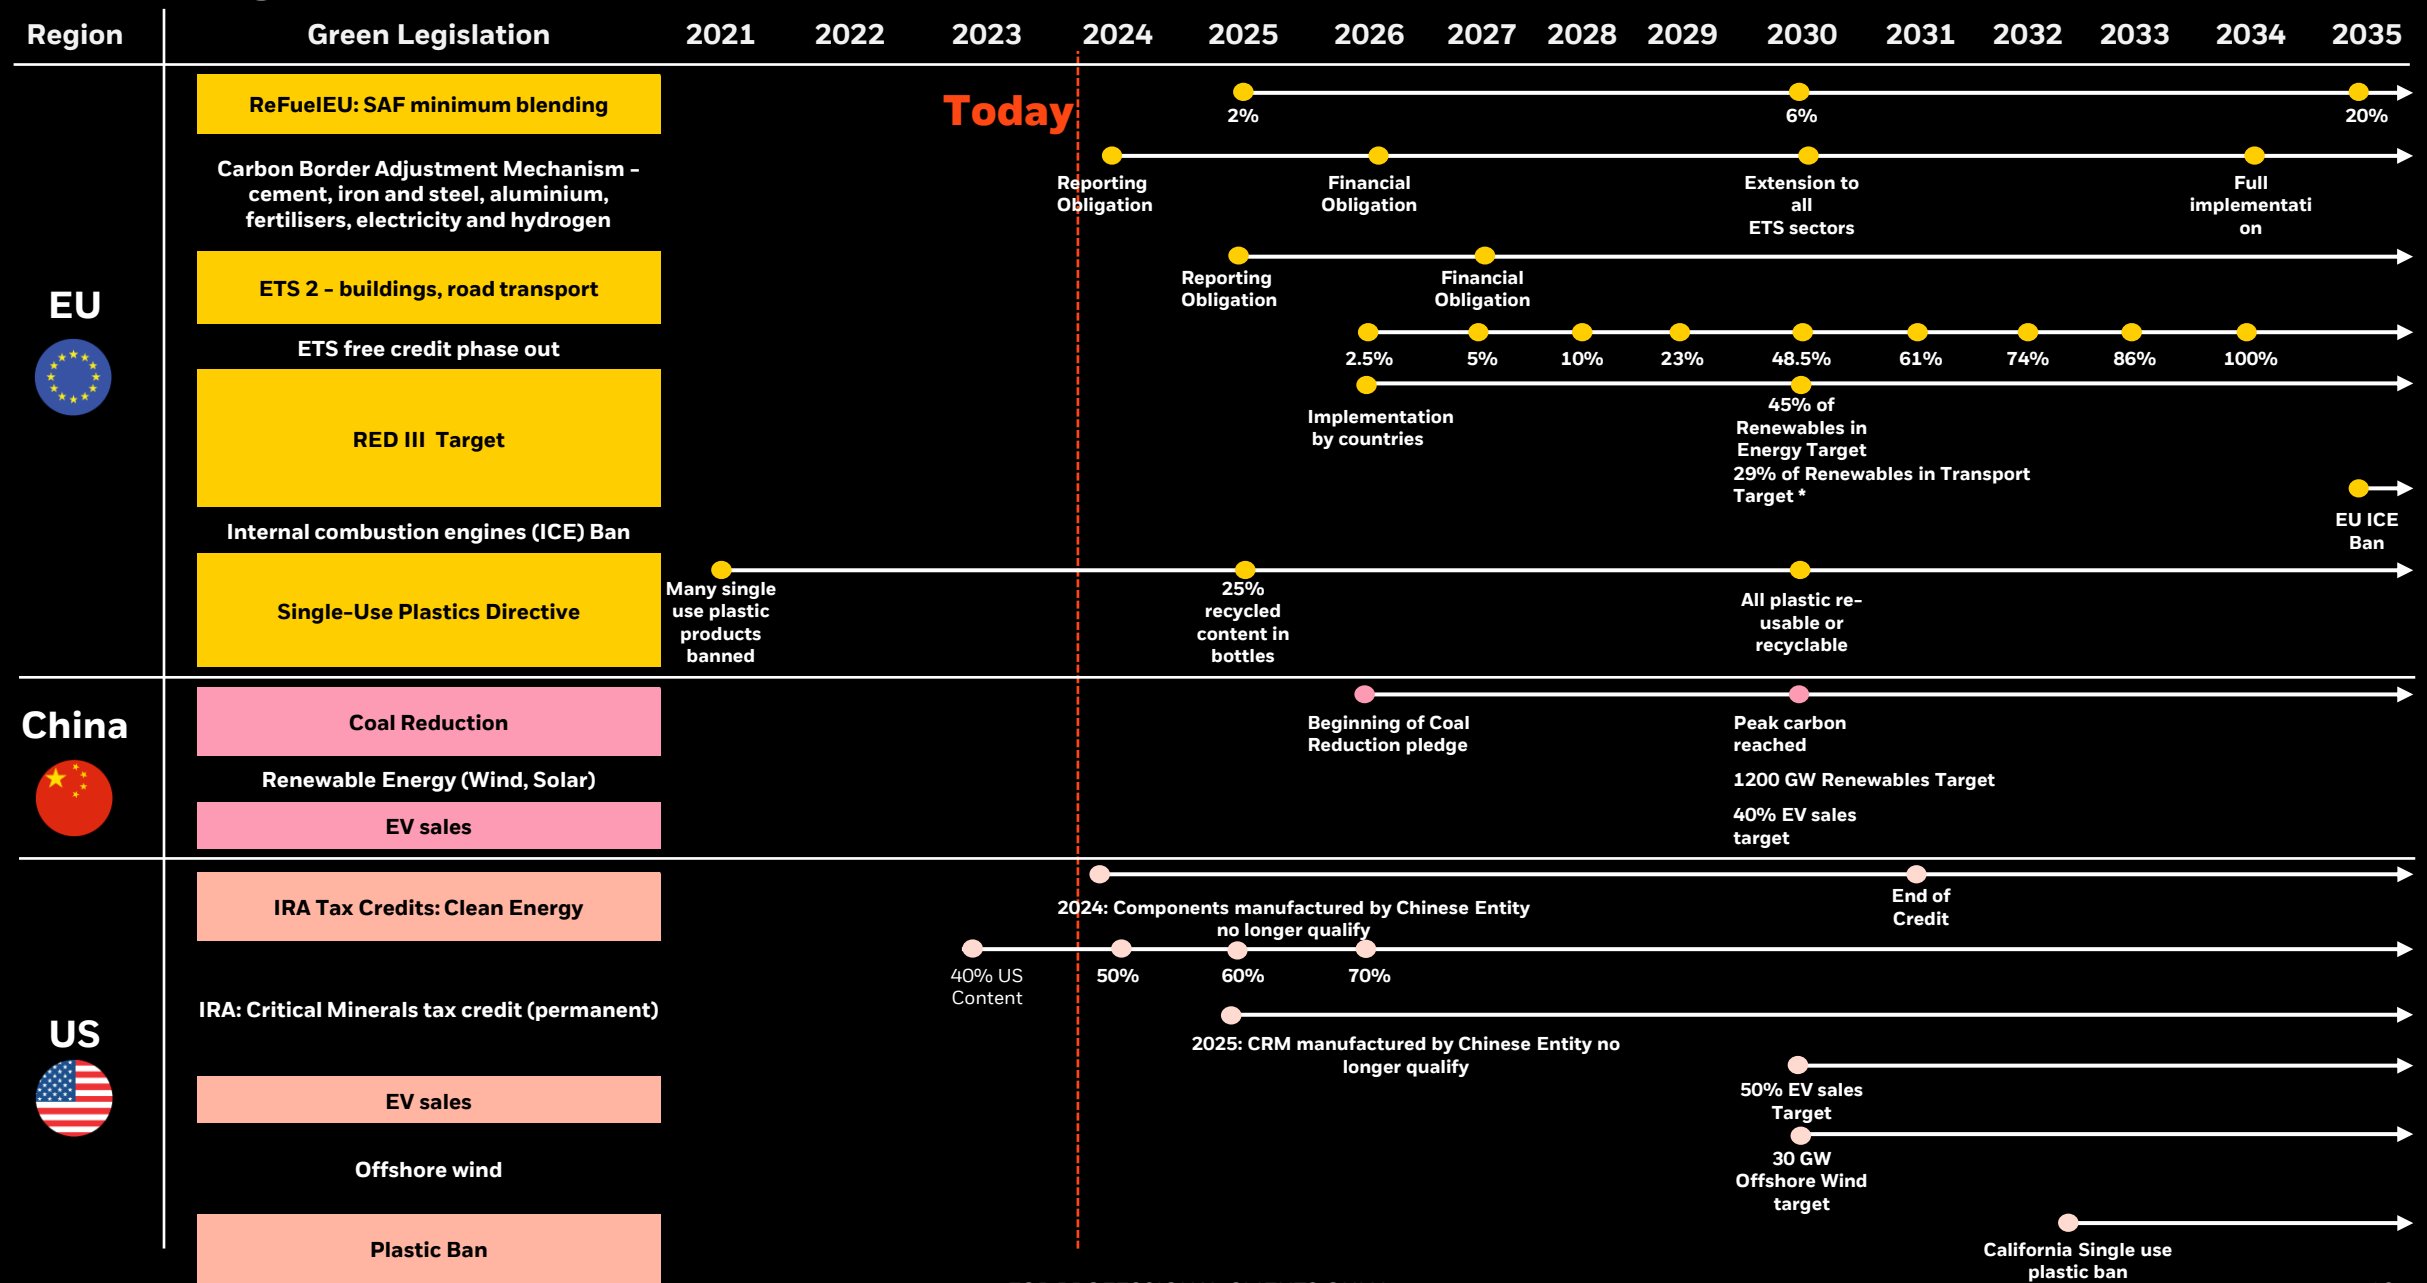 Region
Green Legislation
2021 2022 2023 2024 2025 2026 2027 2028 2029 2030 2031 2032 2033 2034 2035
Today
EU
ReFuelEU: SAF minimum blending
2% 6% 20%
Carbon Border Adjustment Mechanism -
cement, iron and steel, aluminium,
fertilisers, electricity and hydrogen
Reporting
Obligation
Financial
Obligation
Extension to
all
ETS sectors
Full
implementati
on
ETS 2 - buildings, road transport
Reporting
Obligation
Financial
Obligation
ETS free credit phase out
2.5% 5% 10% 23% 48.5% 61% 74% 86% 100%
RED III Target
Implementation
by countries
45% of
Renewables in
Energy Target
29% of Renewables in Transport
Target *
Internal combustion engines (ICE) Ban
EU ICE
Ban
Single-Use Plastics Directive
Many single
use plastic
products
banned
25%
recycled
content in
bottles
All plastic re-
usable or
recyclable
China
Coal Reduction
Beginning of Coal
Reduction pledge
Peak carbon
reached
Renewable Energy (Wind, Solar)
1200 GW Renewables Target
EV sales
40% EV sales
target
US
IRA Tax Credits: Clean Energy
2024: Components manufactured by Chinese Entity
no longer qualify
End of
Credit
40% US
Content
50% 60% 70%
IRA: Critical Minerals tax credit (permanent)
2025: CRM manufactured by Chinese Entity no
longer qualify
EV sales
50% EV sales
Target
Offshore wind
30 GW
Offshore Wind
target
Plastic Ban
California Single use
plastic ban